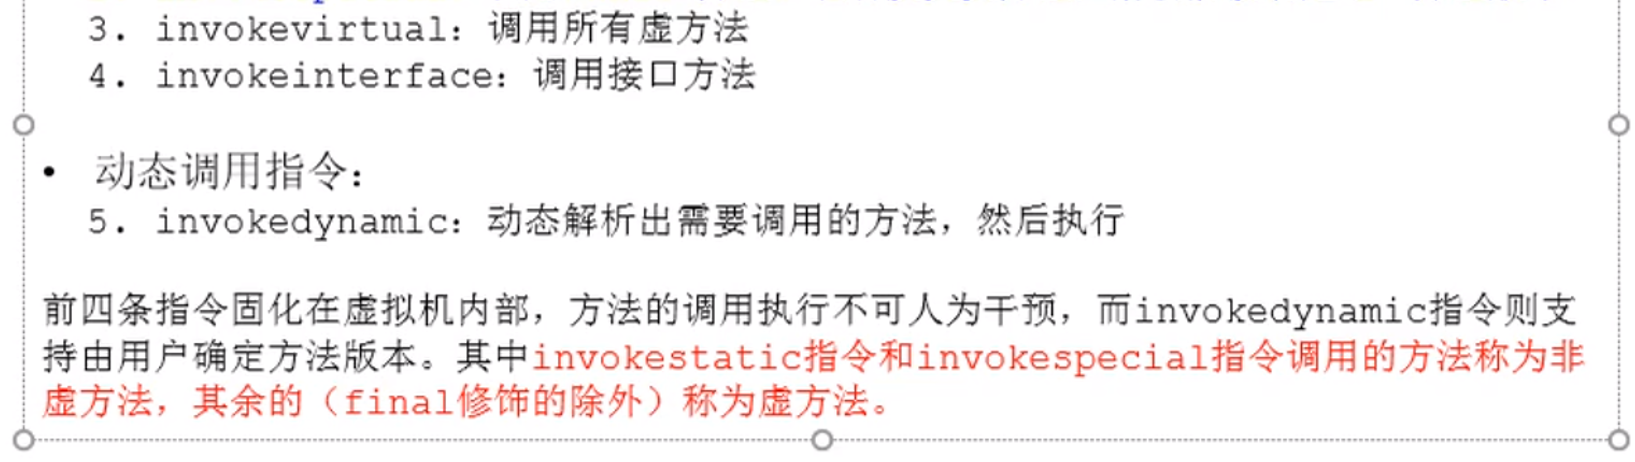 3. invokevirtual：调用所有虚方法
4. invokeinterface：调用接口方法
• 动态调用指令：
5. invokedynamic：动态解析出需要调用的方法，然后执行
前四条指令固化在虚拟机内部，方法的调用执行不可人为干预，而invokedynamic指令则支
持由用户确定方法版本。其中invokestatic指令和invokespecial指令调用的方法称为非
虚方法，其余的（final修饰的除外）称为虚方法。